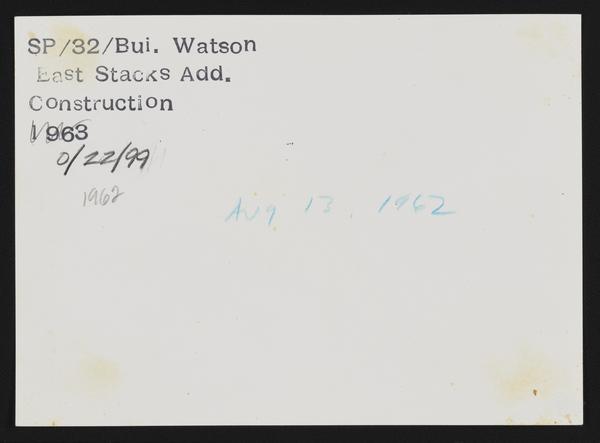 SP/32/Bui. Watson
East Stacks Add.
Construction
1963
0/22/99
1962
Aug 13, 1962